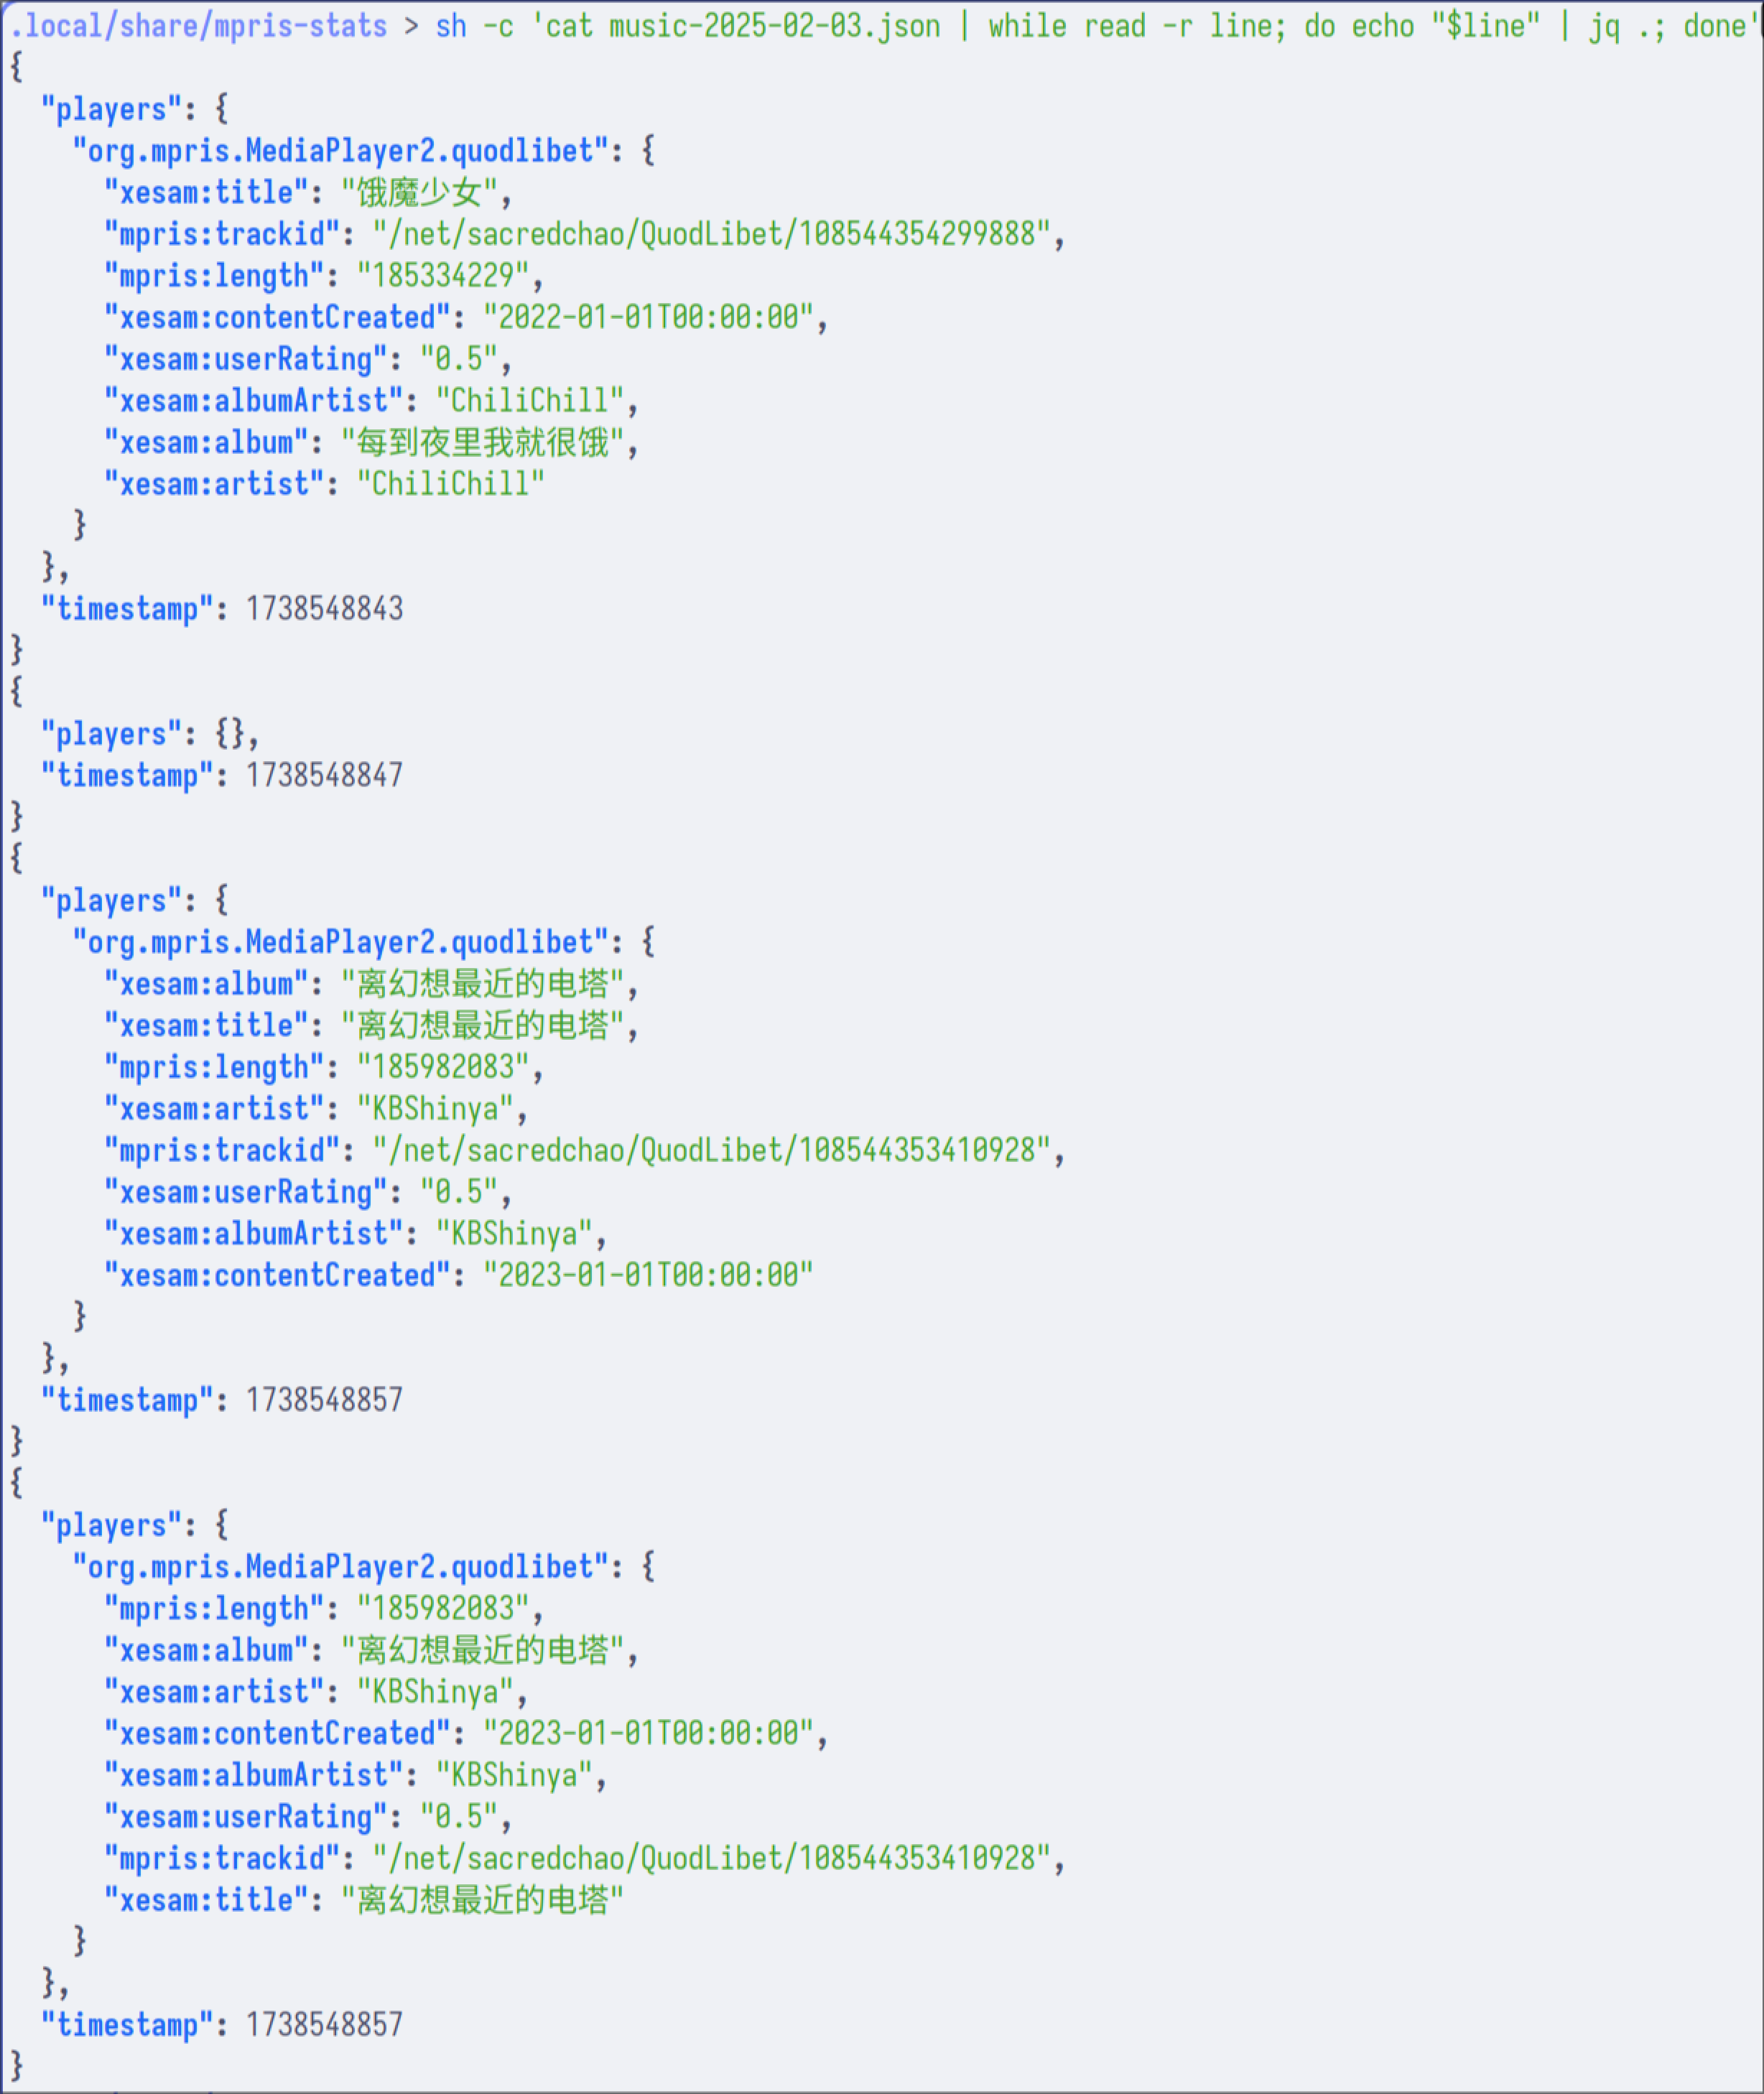 .local/share/mpris-stats > sh -c 'cat music-2025-02-03.json | while read -r line; do echo "$line" | jq .; done'
{
  "players": {
    "org.mpris.MediaPlayer2.quodlibet": {
      "xesam:title": "饿魔少女",
      "mpris:trackid": "/net/sacredchao/QuodLibet/108544354299888",
      "mpris:length": "185334229",
      "xesam:contentCreated": "2022-01-01T00:00:00",
      "xesam:userRating": "0.5",
      "xesam:albumArtist": "ChiliChill",
      "xesam:album": "每到夜里我就很饿",
      "xesam:artist": "ChiliChill"
    }
  },
  "timestamp": 1738548843
}
{
  "players": {},
  "timestamp": 1738548847
}
{
  "players": {
    "org.mpris.MediaPlayer2.quodlibet": {
      "xesam:album": "离幻想最近的电塔",
      "xesam:title": "离幻想最近的电塔",
      "mpris:length": "185982083",
      "xesam:artist": "KBShinya",
      "mpris:trackid": "/net/sacredchao/QuodLibet/108544353410928",
      "xesam:userRating": "0.5",
      "xesam:albumArtist": "KBShinya",
      "xesam:contentCreated": "2023-01-01T00:00:00"
    }
  },
  "timestamp": 1738548857
}
{
  "players": {
    "org.mpris.MediaPlayer2.quodlibet": {
      "mpris:length": "185982083",
      "xesam:album": "离幻想最近的电塔",
      "xesam:artist": "KBShinya",
      "xesam:contentCreated": "2023-01-01T00:00:00",
      "xesam:albumArtist": "KBShinya",
      "xesam:userRating": "0.5",
      "mpris:trackid": "/net/sacredchao/QuodLibet/108544353410928",
      "xesam:title": "离幻想最近的电塔"
    }
  },
  "timestamp": 1738548857
}